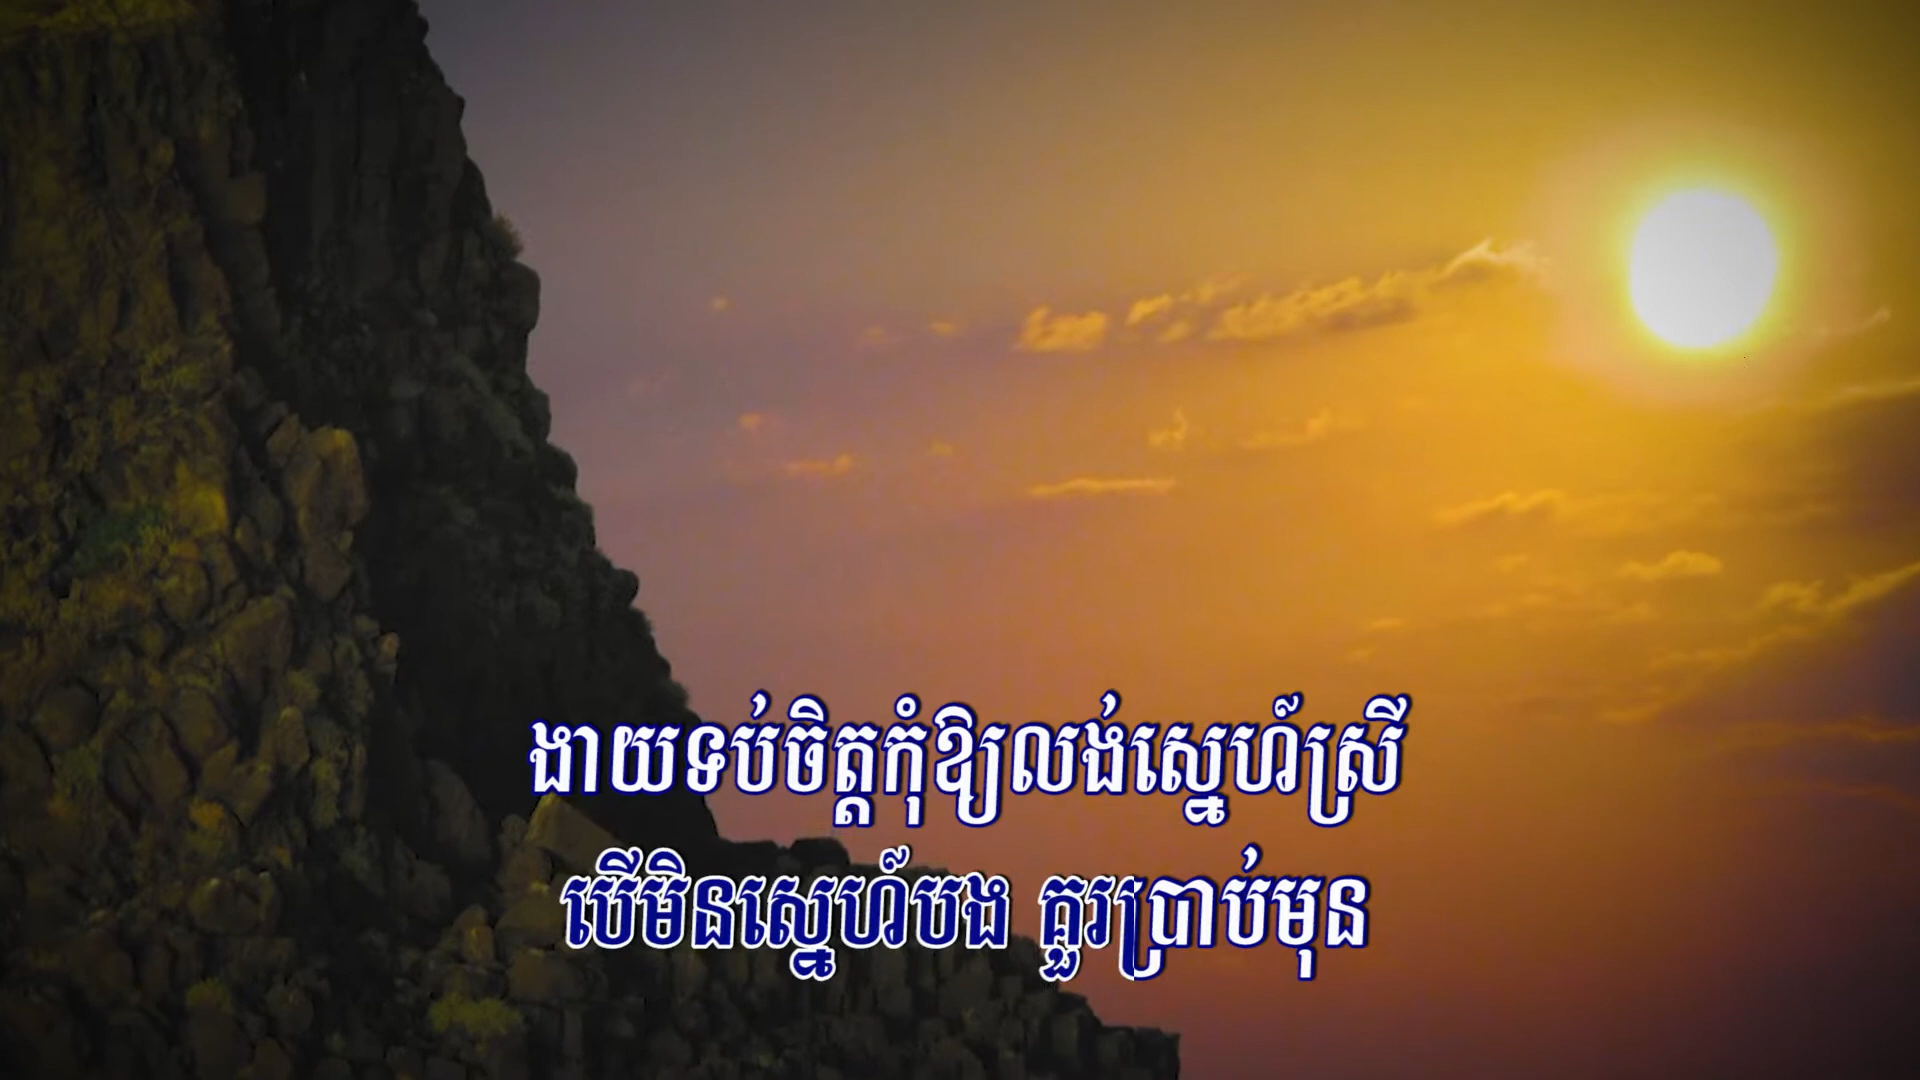 ងាយទប់ចិត្តកុំឱ្យលង់ស្នេហ៍ស្រី
បើមិនស្នេហ៍បង គួរប្រាប់មុន